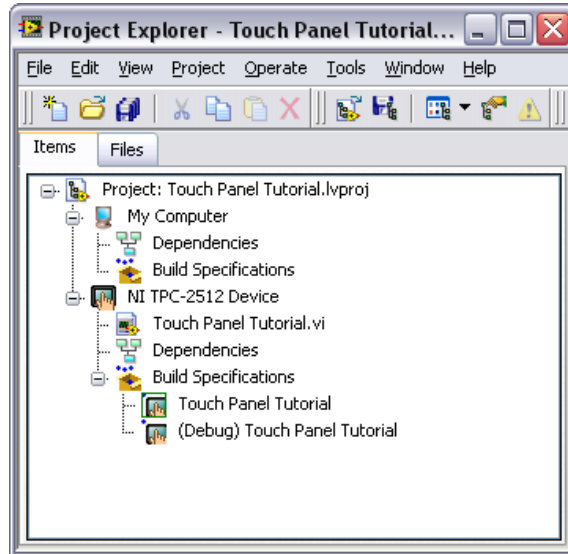 Project Explorer - Touch Panel Tutorial...
File Edit View Project Operate Tools Window Help
Items Files
Project: Touch Panel Tutorial.lvproj
My Computer
Dependencies
Build Specifications
NI TPC-2512 Device
Touch Panel Tutorial.vi
Dependencies
Build Specifications
Touch Panel Tutorial
(Debug) Touch Panel Tutorial